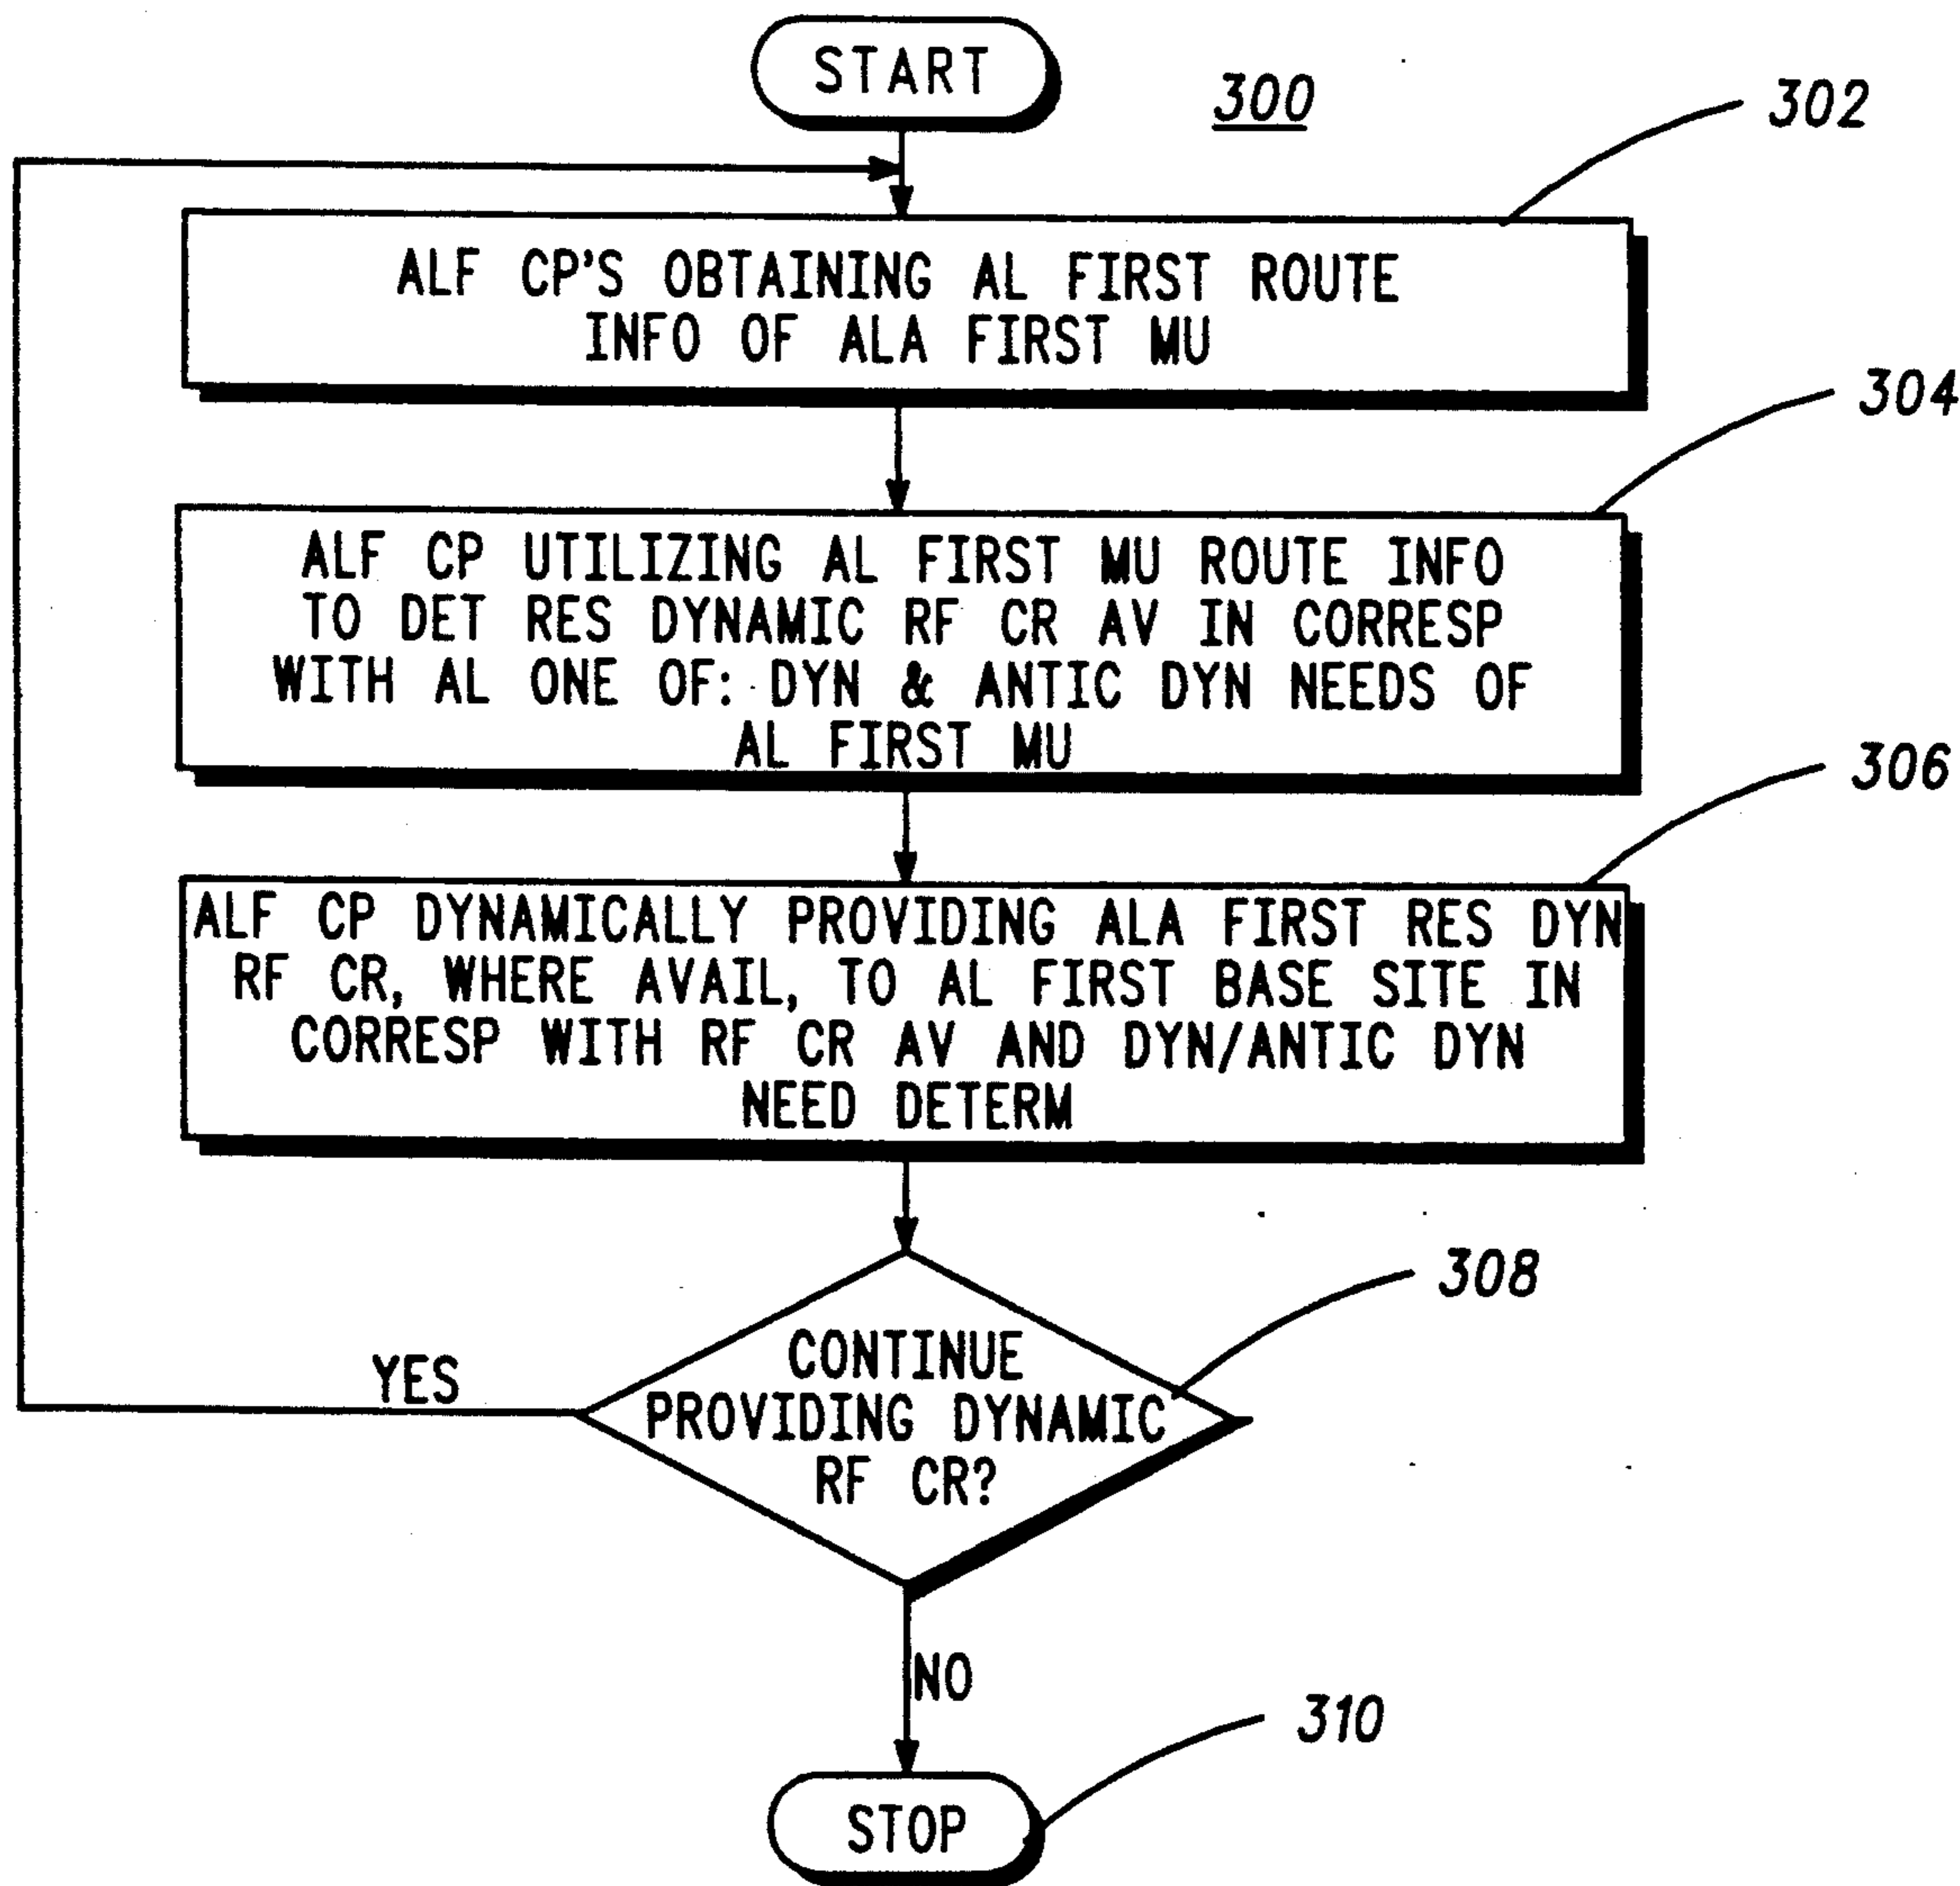 START
300
302
ALF CP'S OBTAINING AL FIRST ROUTE
INFO OF ALA FIRST MU
304
ALF CP UTILIZING AL FIRST MU ROUTE INFO
TO DET RES DYNAMIC RF CR AV IN CORRESP
WITH AL ONE OF: DYN & ANTIC DYN NEEDS OF
AL FIRST MU
306
ALF CP DYNAMICALLY PROVIDING ALA FIRST RES DYN
RF CR, WHERE AVAIL, TO AL FIRST BASE SITE IN
CORRESP WITH RF CR AV AND DYN/ANTIC DYN
NEED DETERM
308
CONTINUE
PROVIDING DYNAMIC
RF CR?
YES
NO
310
STOP